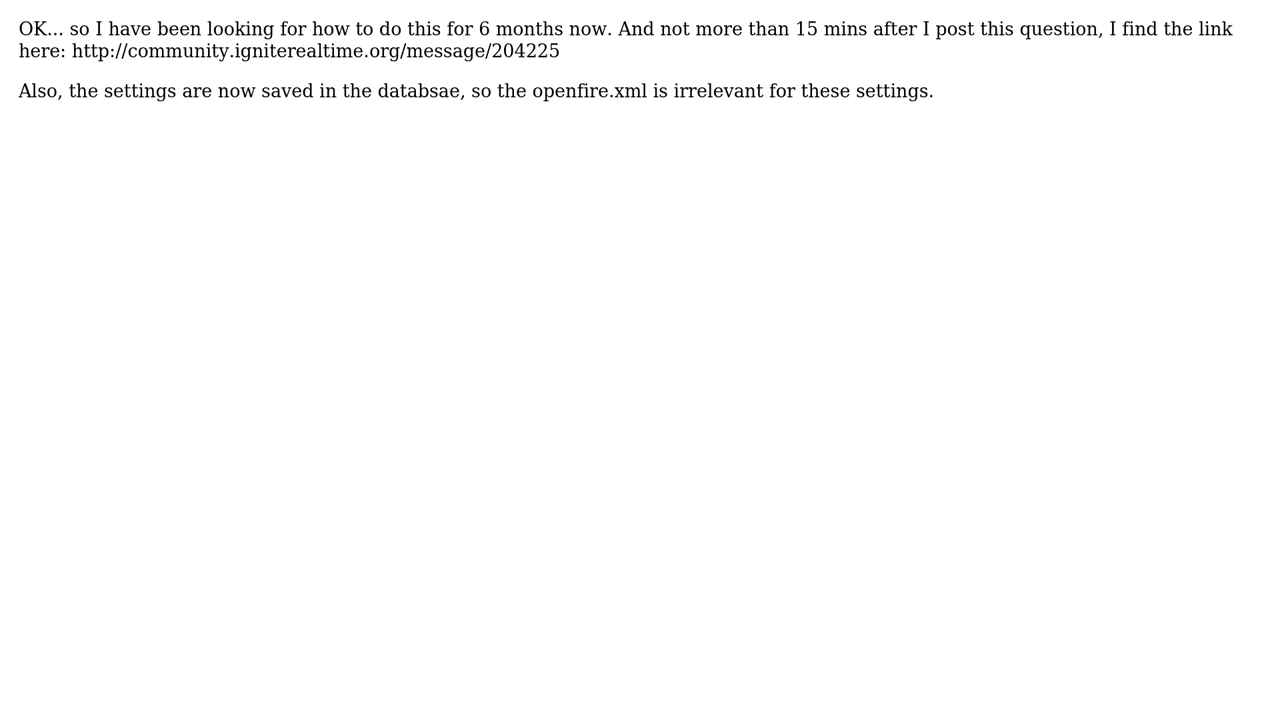 OK... so I have been looking for how to do this for 6 months now. And not more than 15 mins after I post this question, I find the link
here: http://community.igniterealtime.org/message/204225
Also, the settings are now saved in the databsae, so the openfire.xml is irrelevant for these settings.